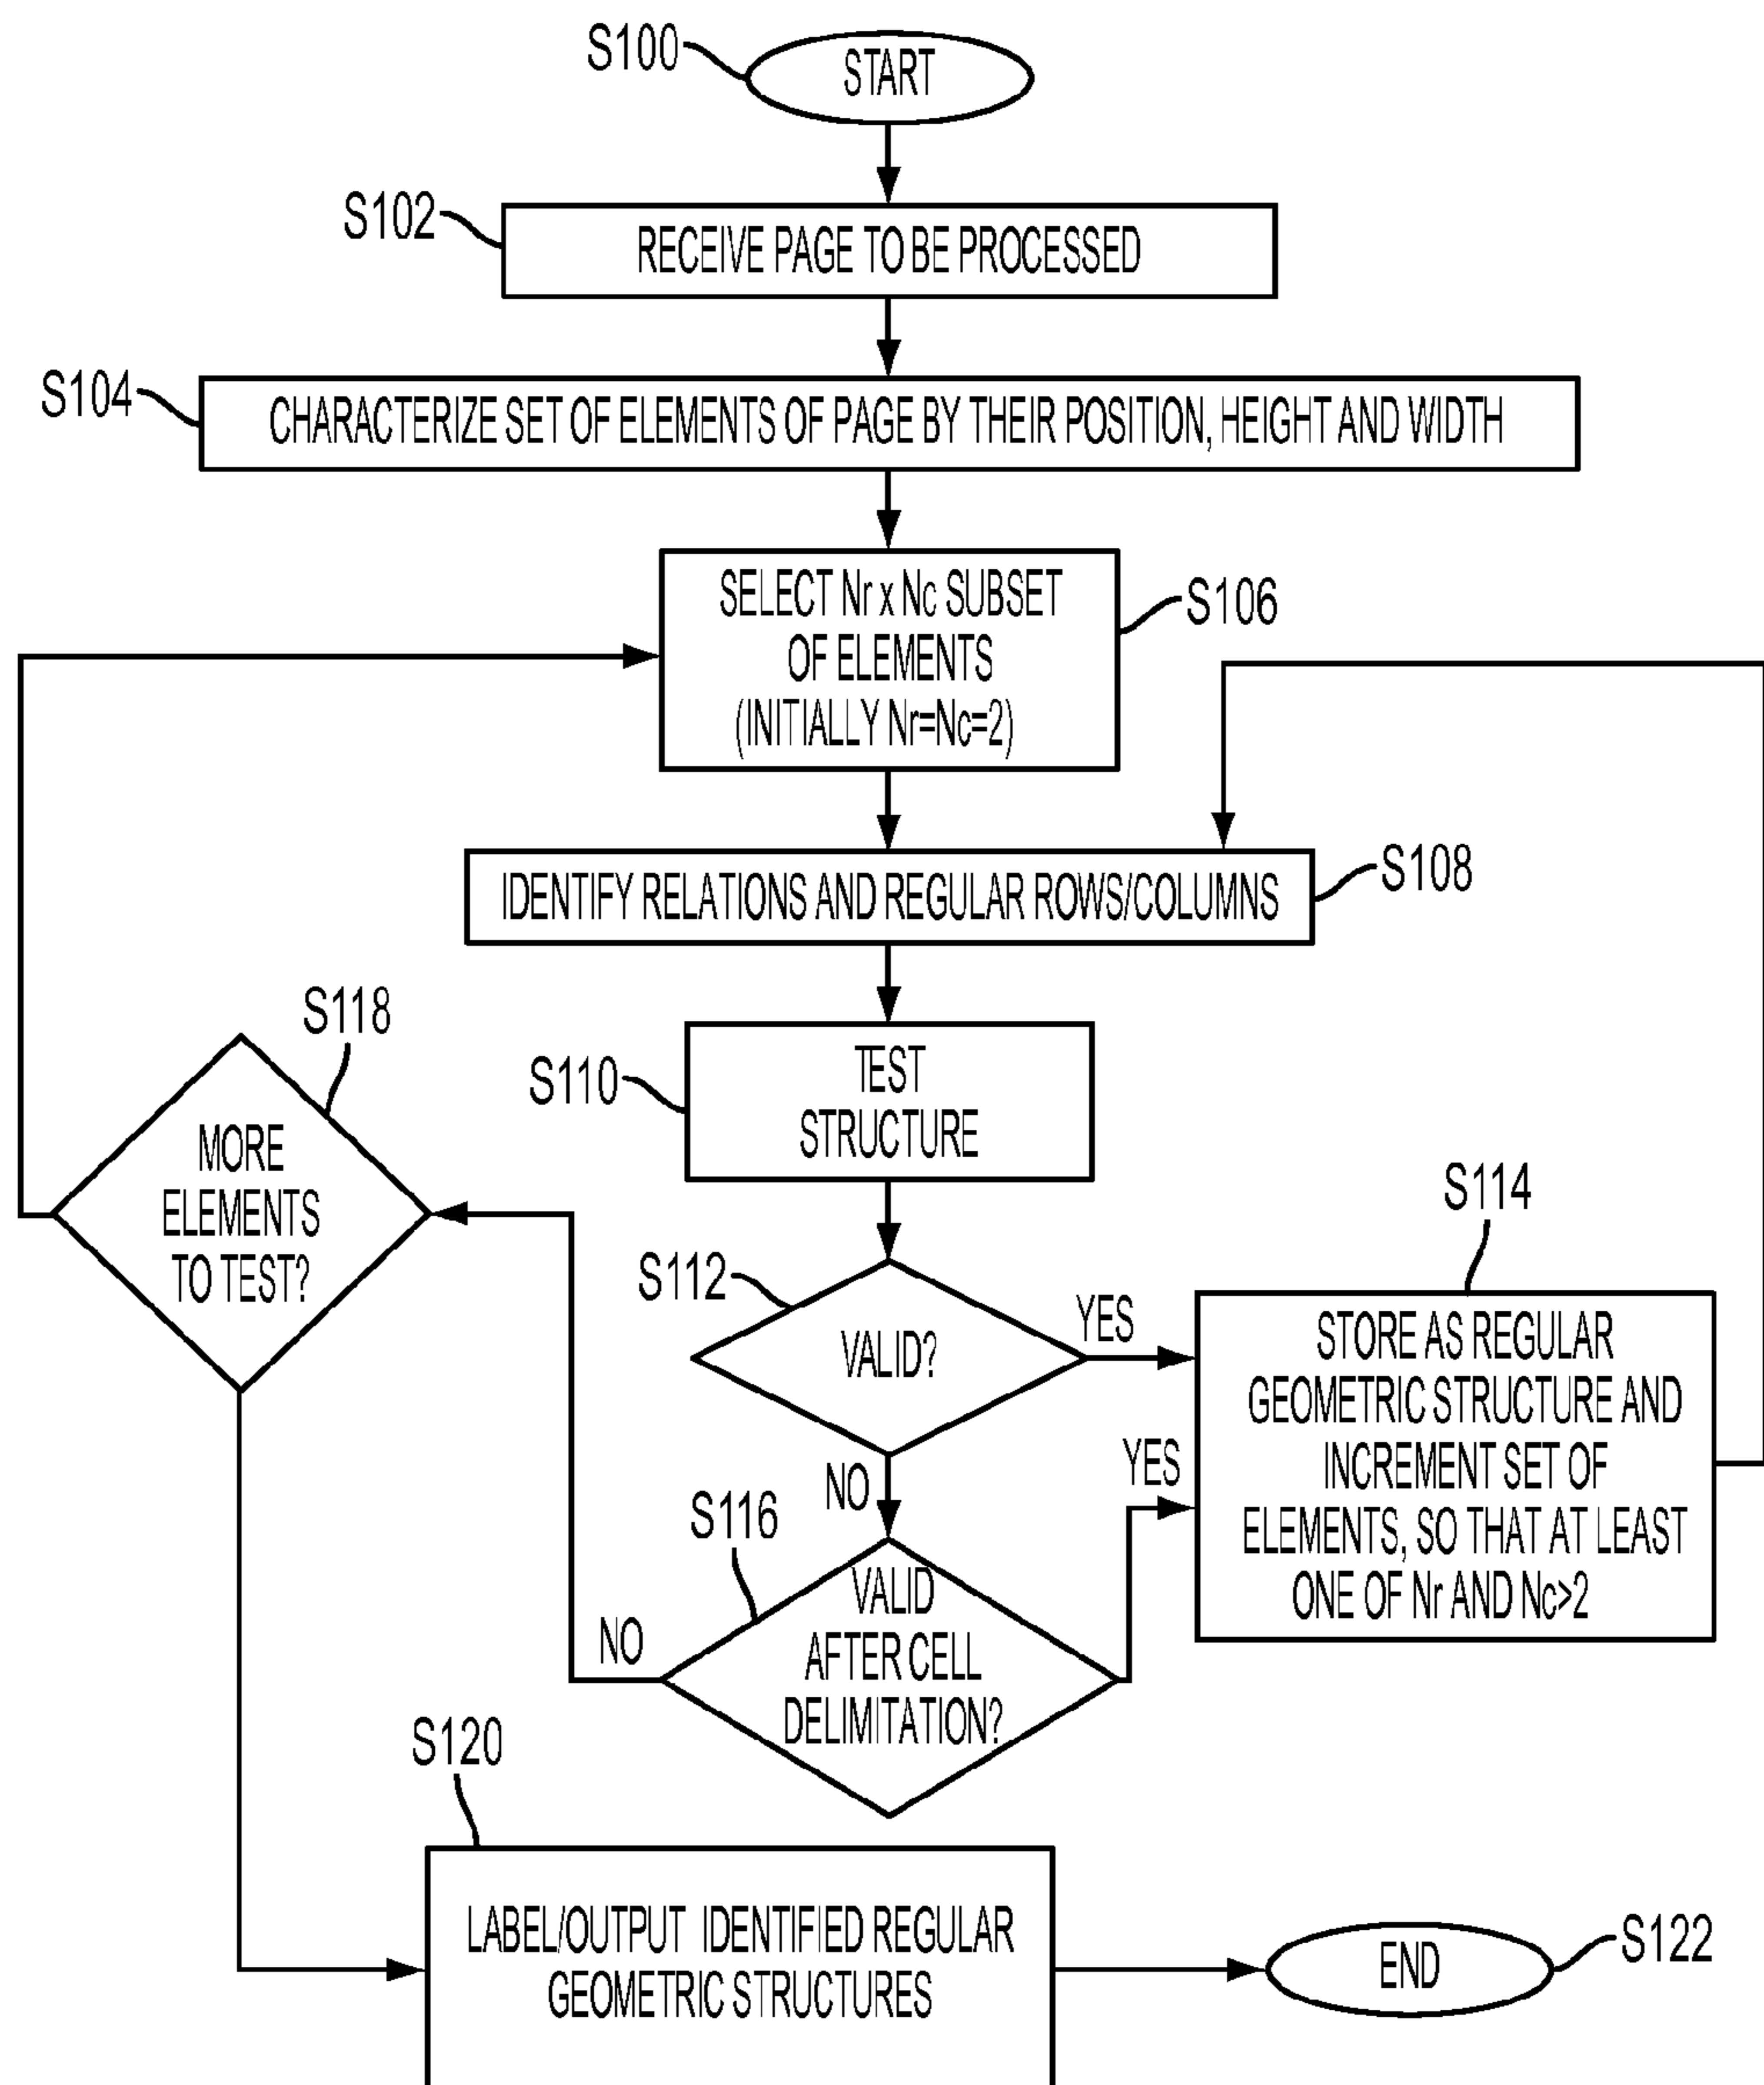 S100
START
S102
RECEIVE PAGE TO BE PROCESSED
S104
CHARACTERIZE SET OF ELEMENTS OF PAGE BY THEIR POSITION, HEIGHT AND WIDTH
SELECT Nr x Nc SUBSET
OF ELEMENTS
(INITIALLY Nr=Nc=2)
S106
IDENTIFY RELATIONS AND REGULAR ROWS/COLUMNS
S108
S110
TEST
STRUCTURE
S118
MORE
ELEMENTS
TO TEST?
S112
VALID?
YES
NO
S114
STORE AS REGULAR
GEOMETRIC STRUCTURE AND
INCREMENT SET OF
ELEMENTS, SO THAT AT LEAST
ONE OF Nr AND Nc>2
S116
VALID
AFTER CELL
DELIMITATION?
YES
NO
S120
LABEL/OUTPUT IDENTIFIED REGULAR
GEOMETRIC STRUCTURES
END
S122